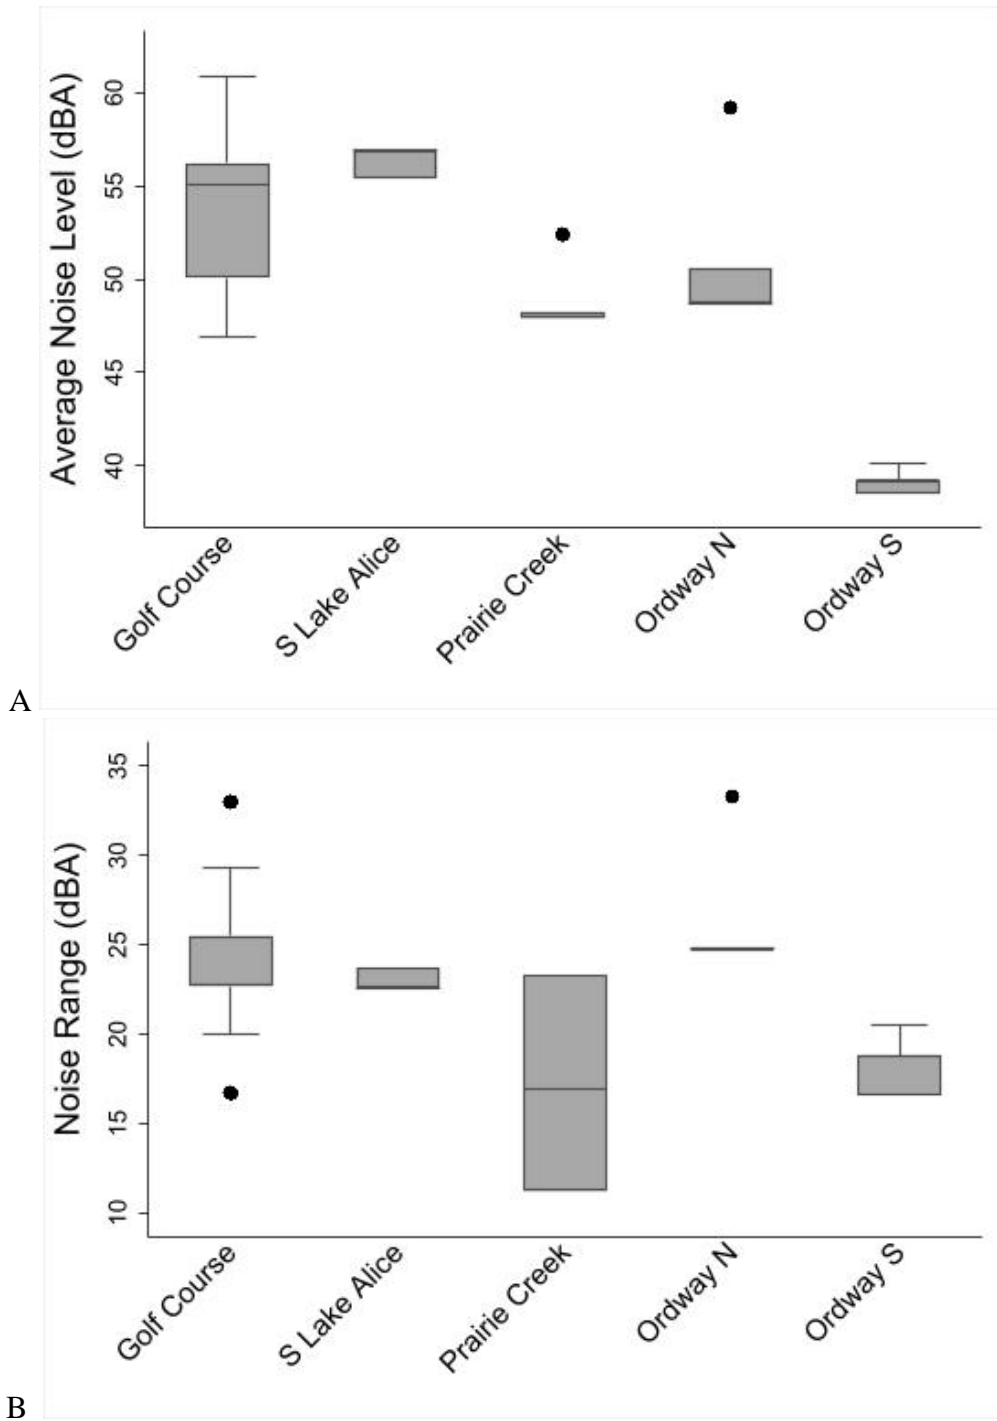 Average Noise Level (dBA)
60
55
50
45
40
Golf Course
S Lake Alice
Prairie Creek
Ordway N
Ordway S
A
Noise Range (dBA)
35
30
25
20
15
10
Golf Course
S Lake Alice
Prairie Creek
Ordway N
Ordway S
B